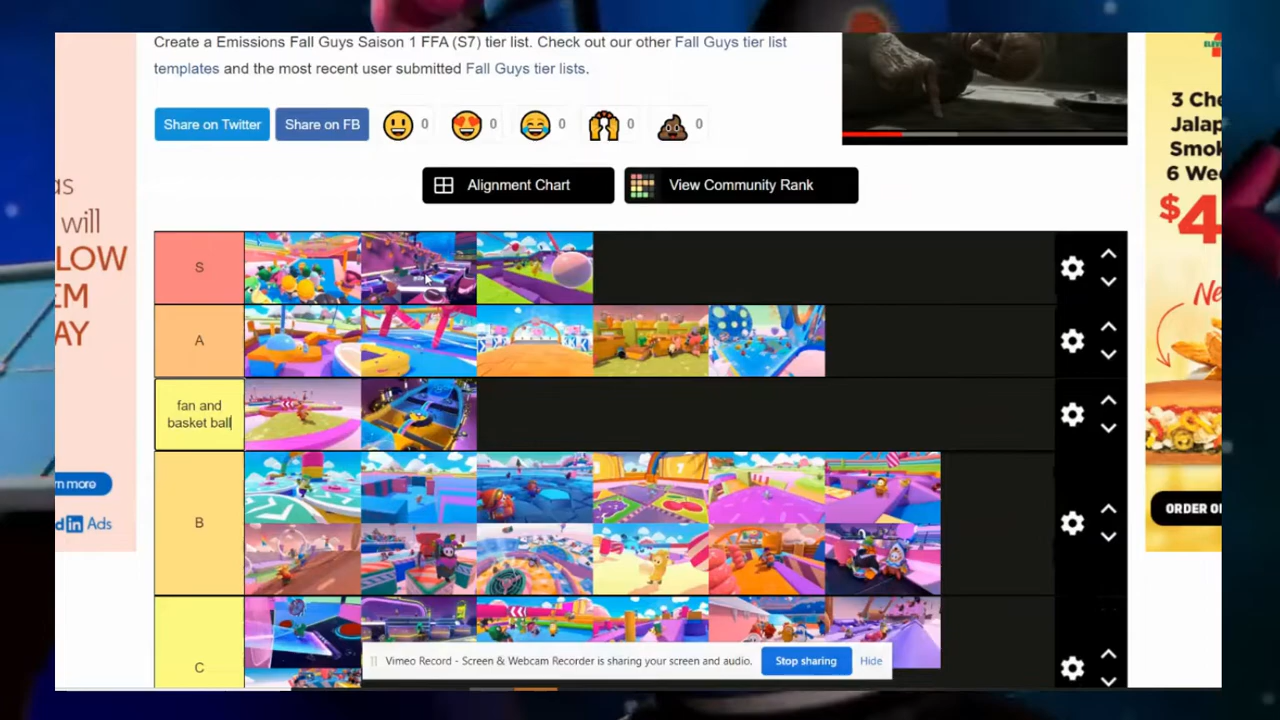 Create a Emissions Fall Guys Saison 1 FFA (S7) tier list. Check out our other Fall Guys tier list
templates and the most recent user submitted Fall Guys tier lists.
Share on Twitter
Share on FB
0
0
0
0
0
Alignment Chart
View Community Rank
as
will
LOW
EM
AY
rn more
din Ads
3 Che
Jalap
Smok
6 We
$4
Ne
ORDER O
S
A
fan and
basket ball
B
C
Vimeo Record - Screen & Webcam Recorder is sharing your screen and audio.
Stop sharing
Hide